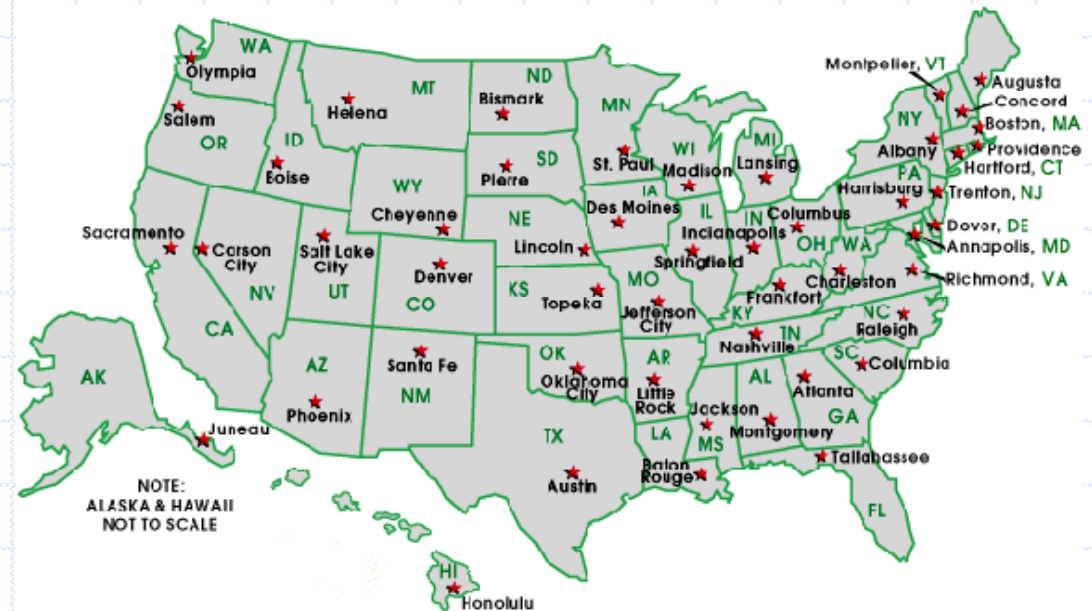 WA
Olympia
Salem
OR
ID
Boise
MT
Helena
ND
Bismark
SD
Pierre
WY
Cheyenne
NE
Lincoln
MN
St. Paul
WI
Madison
MI
Lansing
IA
Des Moines
IL
Springfield
IN
Indianapolis
Columbus
OH
WA
Charleston
PA
Harrisburg
NY
Albany
Montpelier, VT
Augusta
Concord
Boston, MA
Providence
Hartford, CT
Trenton, NJ
Dover, DE
Annapolis, MD
Richmond, VA
Sacramento
CA
Carson
City
NV
Salt Lake
City
UT
Denver
CO
KS
Topeka
MO
Jefferson
City
KY
Frankfort
TN
Nashville
NC
Raleigh
SC
Columbia
AZ
Phoenix
Santa Fe
NM
OK
Oklahoma
City
AR
Little
Rock
TX
Austin
LA
Baton
Rouge
Jackson
MS
AL
Montgomery
Atlanta
GA
Tallahassee
FL
AK
Juneau
NOTE:
ALASKA & HAWAII
NOT TO SCALE
HI
Honolulu